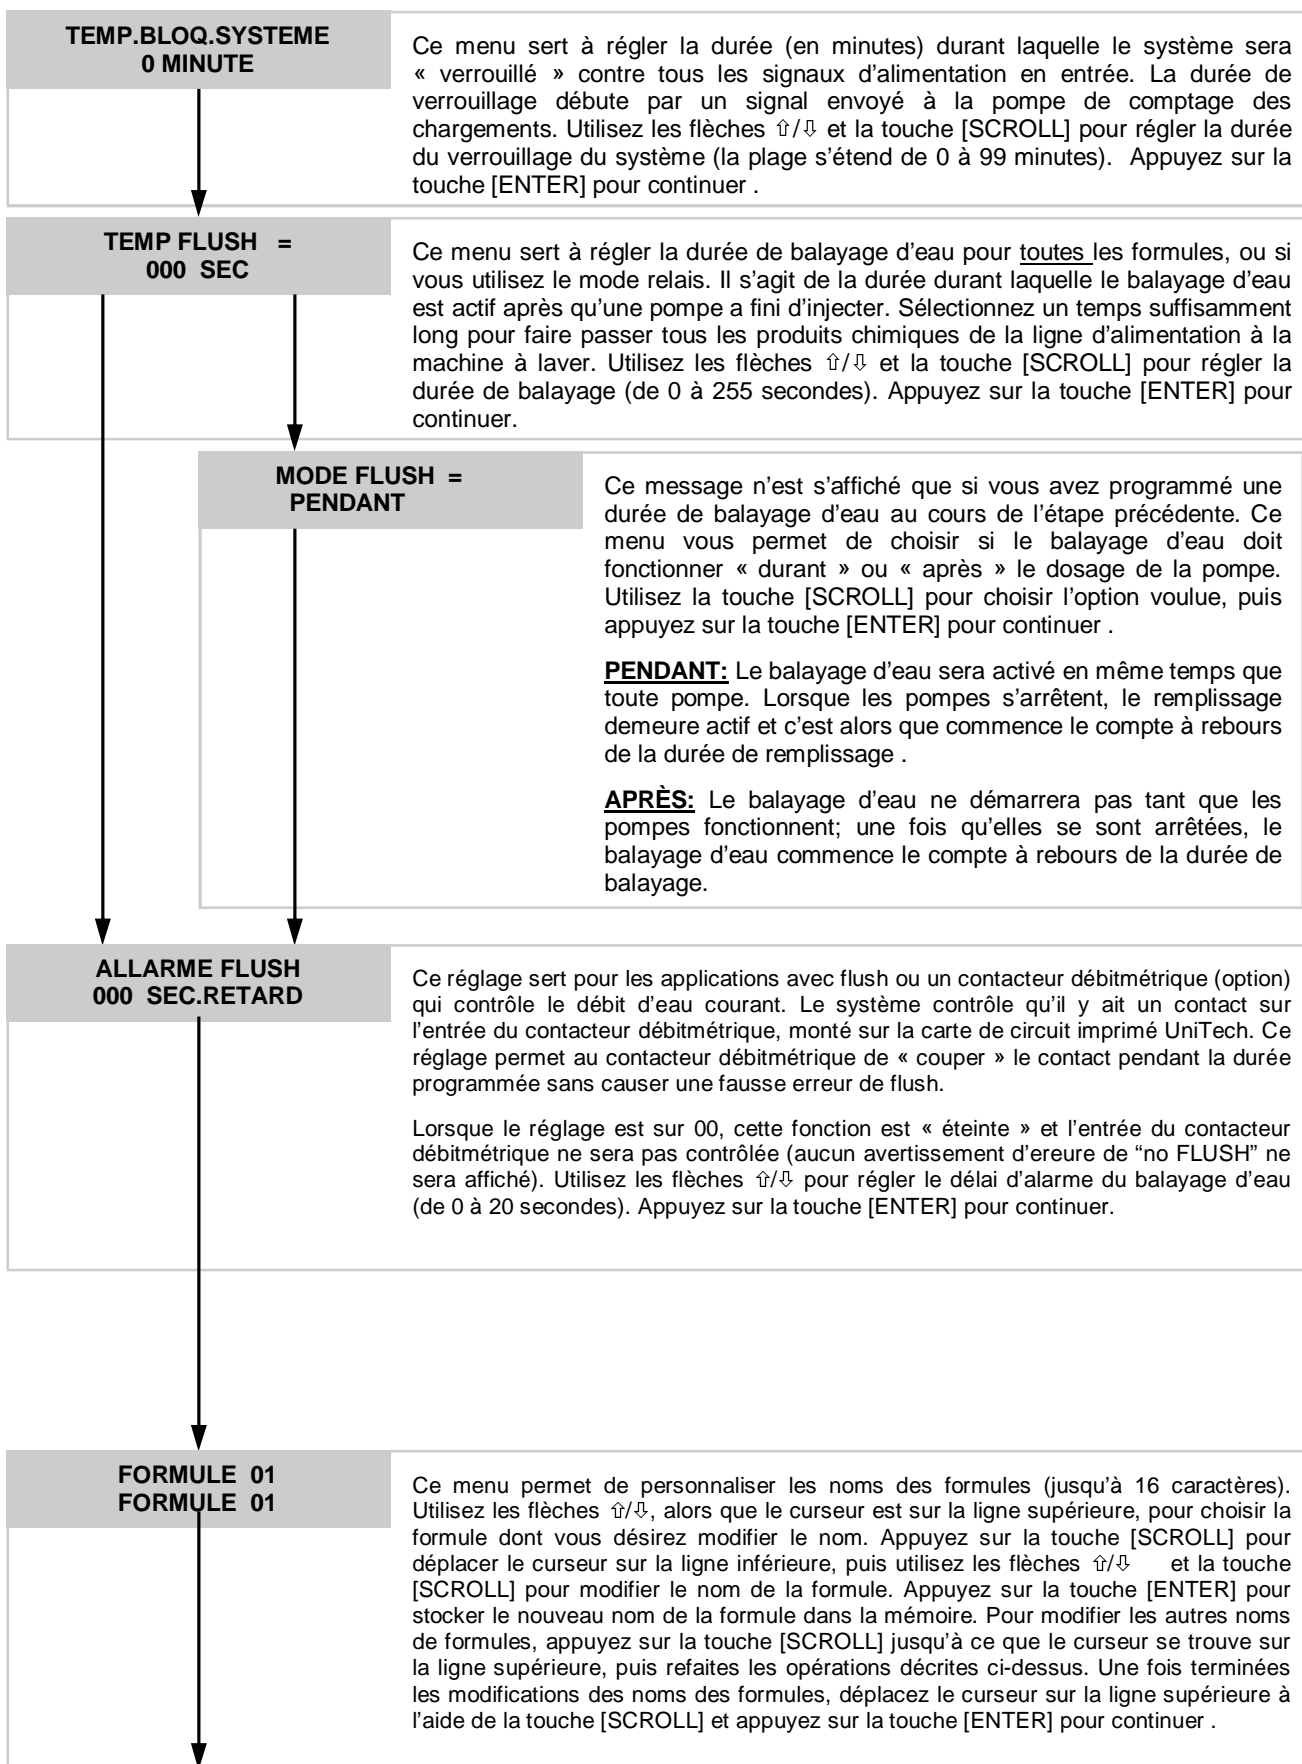 TEMP.BLOQ.SYSTEME
0 MINUTE
Ce menu sert à régler la durée (en minutes) durant laquelle le système sera
« verrouillé » contre tous les signaux d’alimentation en entrée. La durée de
verrouillage débute par un signal envoyé à la pompe de comptage des
chargements. Utilisez les flèches ⇧/⇩ et la touche [SCROLL] pour régler la durée
du verrouillage du système (la plage s’étend de 0 à 99 minutes). Appuyez sur la
touche [ENTER] pour continuer .
TEMP FLUSH =
000 SEC
Ce menu sert à régler la durée de balayage d’eau pour toutes les formules, ou si
vous utilisez le mode relais. Il s’agit de la durée durant laquelle le balayage d’eau
est actif après qu’une pompe a fini d’injecter. Sélectionnez un temps suffisamment
long pour faire passer tous les produits chimiques de la ligne d’alimentation à la
machine à laver. Utilisez les flèches ⇧/⇩ et la touche [SCROLL] pour régler la
durée de balayage (de 0 à 255 secondes). Appuyez sur la touche [ENTER] pour
continuer.
MODE FLUSH =
PENDANT
Ce message n’est s’affiché que si vous avez programmé une
durée de balayage d’eau au cours de l’étape précédente. Ce
menu vous permet de choisir si le balayage d’eau doit
fonctionner « durant » ou « après » le dosage de la pompe.
Utilisez la touche [SCROLL] pour choisir l’option voulue, puis
appuyez sur la touche [ENTER] pour continuer .
PENDANT: Le balayage d’eau sera activé en même temps que
toute pompe. Lorsque les pompes s’arrêtent, le remplissage
demeure actif et c’est alors que commence le compte à rebours
de la durée de remplissage .
APRÈS: Le balayage d’eau ne démarrera pas tant que les
pompes fonctionnent; une fois qu’elles se sont arrêtées, le
balayage d’eau commence le compte à rebours de la durée de
balayage.
ALLARME FLUSH
000 SEC.RETARD
Ce réglage sert pour les applications avec flush ou un contacteur débitmétrique (option)
qui contrôle le débit d’eau courant. Le système contrôle qu’il y ait un contact sur
l’entrée du contacteur débitmétrique, monté sur la carte de circuit imprimé UniTech. Ce
réglage permet au contacteur débitmétrique de « couper » le contact pendant la durée
programmée sans causer une fausse erreur de flush.
Lorsque le réglage est sur 00, cette fonction est « éteinte » et l’entrée du contacteur
débitmétrique ne sera pas contrôlée (aucun avertissement d’ereure de “no FLUSH” ne
sera affiché). Utilisez les flèches ⇧/⇩ pour régler le délai d’alarme du balayage d’eau
(de 0 à 20 secondes). Appuyez sur la touche [ENTER] pour continuer.
FORMULE 01
FORMULE 01
Ce menu permet de personnaliser les noms des formules (jusqu’à 16 caractères).
Utilisez les flèches ⇧/⇩, alors que le curseur est sur la ligne supérieure, pour choisir la
formule dont vous désirez modifier le nom. Appuyez sur la touche [SCROLL] pour
déplacer le curseur sur la ligne inférieure, puis utilisez les flèches ⇧/⇩ et la touche
[SCROLL] pour modifier le nom de la formule. Appuyez sur la touche [ENTER] pour
stocker le nouveau nom de la formule dans la mémoire. Pour modifier les autres noms
de formules, appuyez sur la touche [SCROLL] jusqu’à ce que le curseur se trouve sur
la ligne supérieure, puis refaites les opérations décrites ci-dessus. Une fois terminées
les modifications des noms des formules, déplacez le curseur sur la ligne supérieure à
l’aide de la touche [SCROLL] et appuyez sur la touche [ENTER] pour continuer .